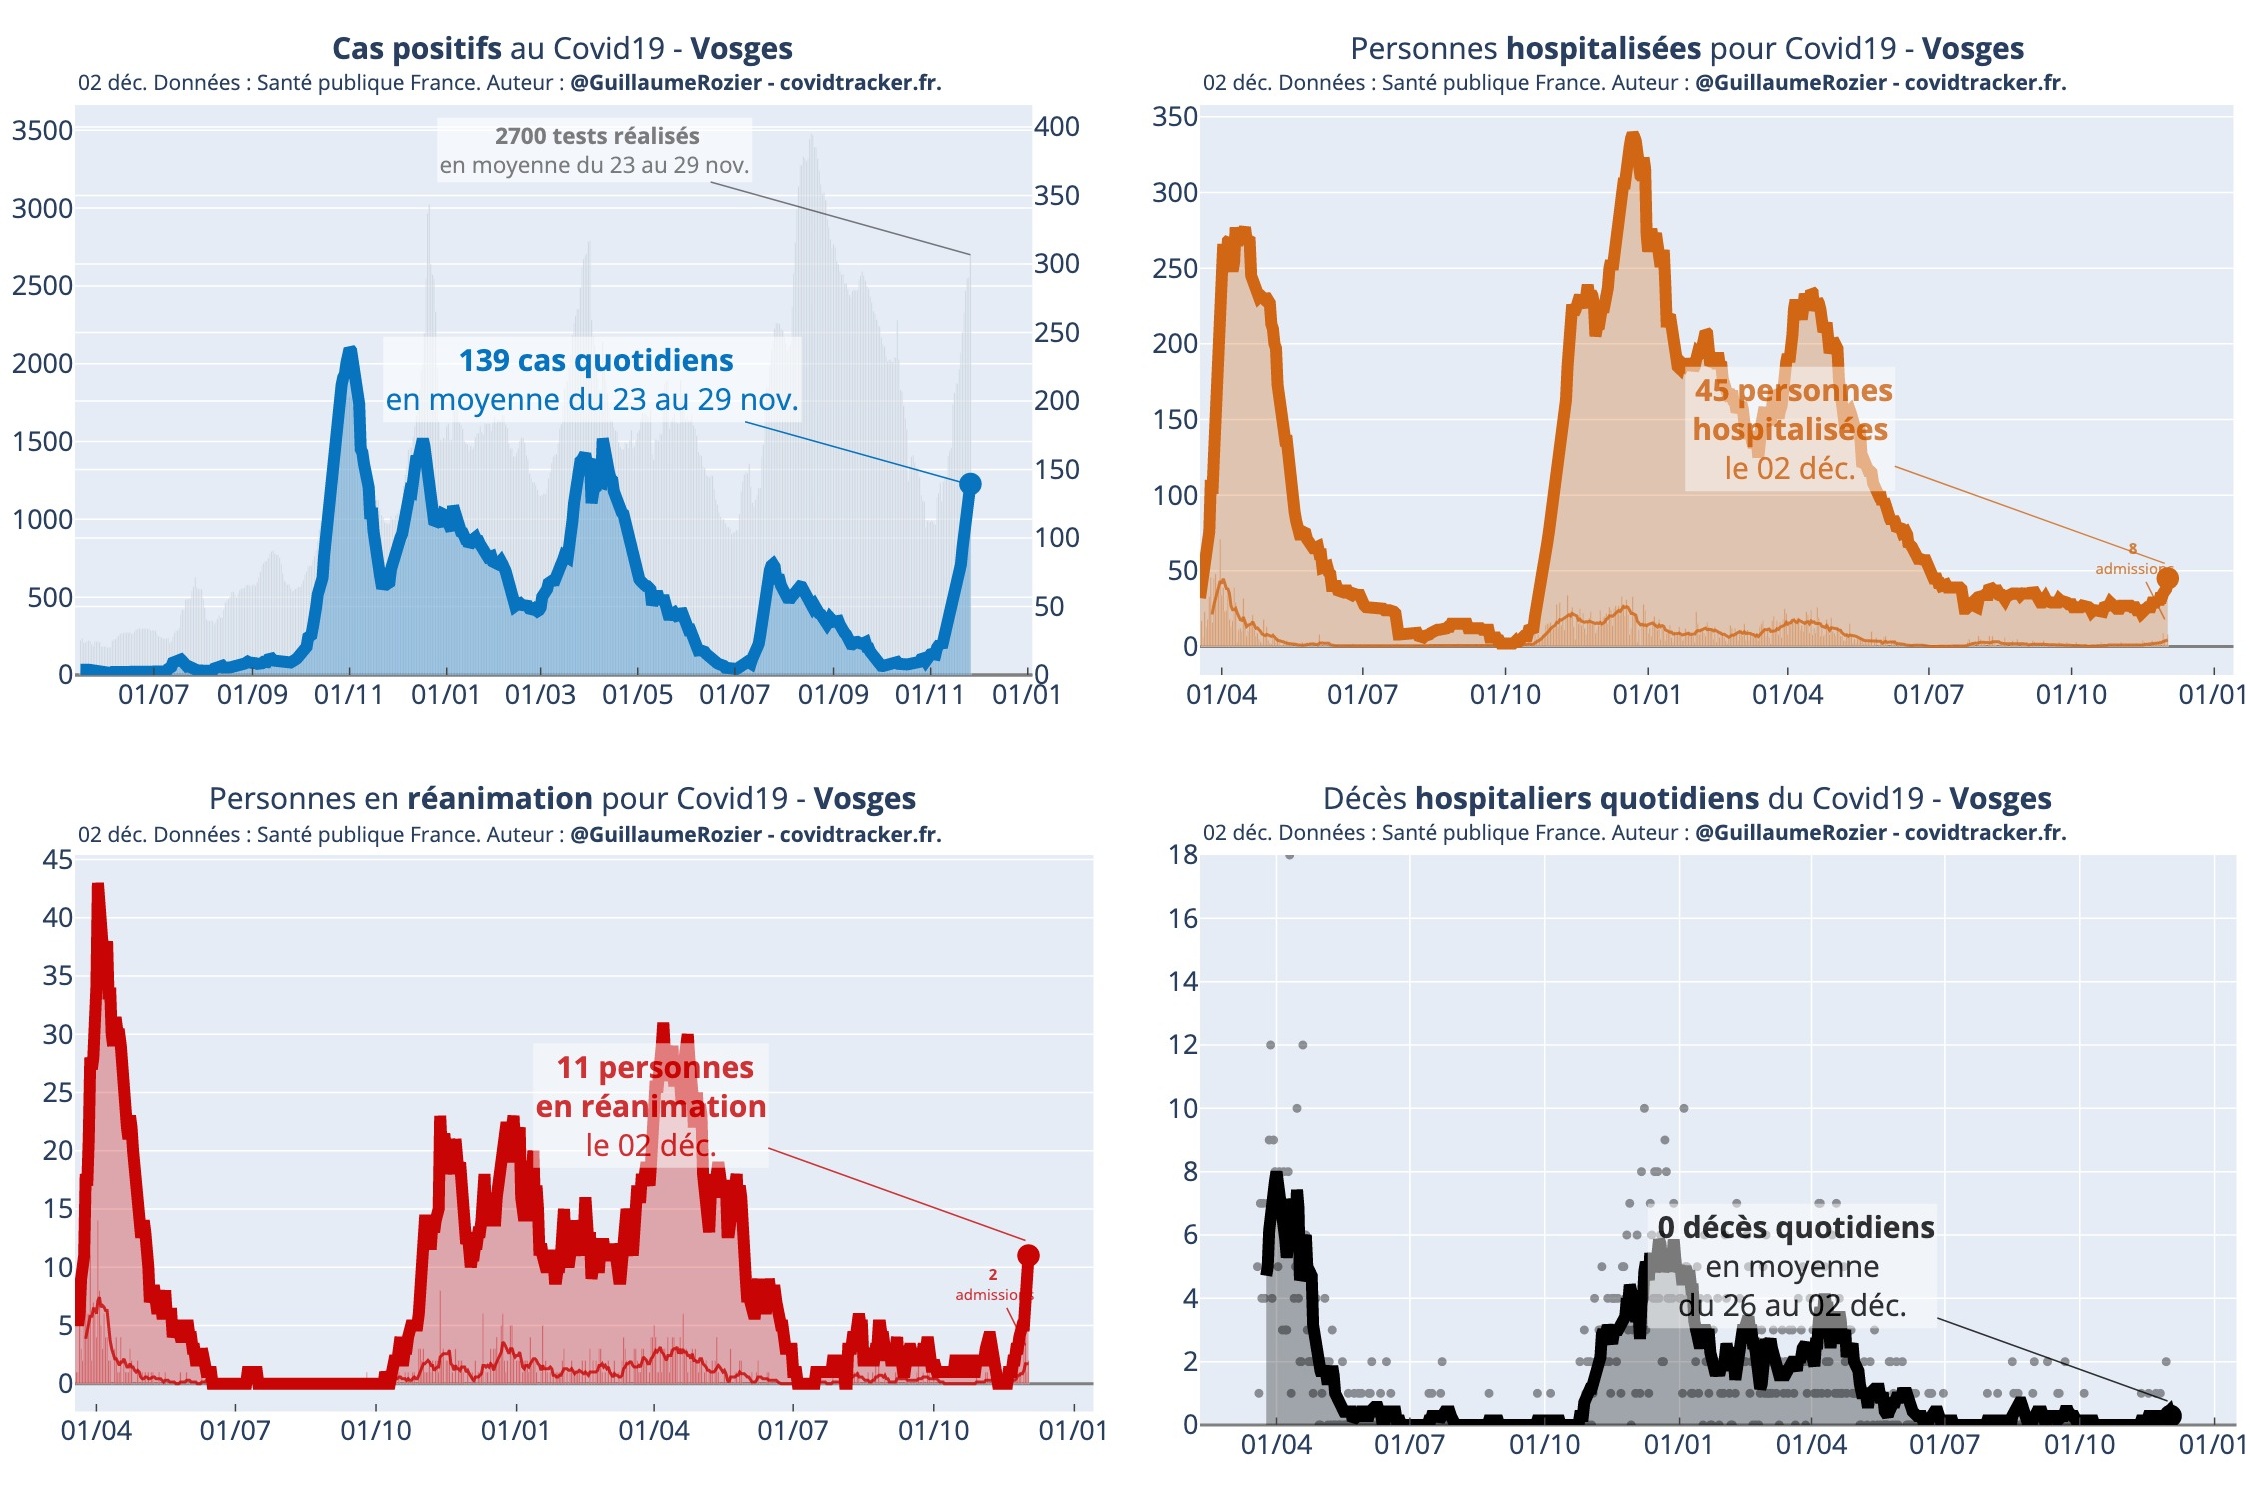 Cas positifs au Covid19 - Vosges
02 déc. Données : Santé publique France. Auteur : @GuillaumeRozier - covidtracker.fr.
3500
3000
2500
2000
1500
1000
500
0
400
350
300
250
200
150
100
50
0
2700 tests réalisés
en moyenne du 23 au 29 nov.
139 cas quotidiens
en moyenne du 23 au 29 nov.
01/07 01/09 01/11 01/01 01/03 01/05 01/07 01/09 01/11 01/01
Personnes hospitalisées pour Covid19 - Vosges
02 déc. Données : Santé publique France. Auteur : @GuillaumeRozier - covidtracker.fr.
350
300
250
200
150
100
50
0
45 personnes
hospitalisées
le 02 déc.
8
admissions
01/04 01/07 01/10 01/01 01/04 01/07 01/10 01/01
Personnes en réanimation pour Covid19 - Vosges
02 déc. Données : Santé publique France. Auteur : @GuillaumeRozier - covidtracker.fr.
45
40
35
30
25
20
15
10
5
0
11 personnes
en réanimation
le 02 déc.
2
admissions
01/04 01/07 01/10 01/01 01/04 01/07 01/10 01/01
Décès hospitaliers quotidiens du Covid19 - Vosges
02 déc. Données : Santé publique France. Auteur : @GuillaumeRozier - covidtracker.fr.
18
16
14
12
10
8
6
4
2
0
0 décès quotidiens
en moyenne
du 26 au 02 déc.
01/04 01/07 01/10 01/01 01/04 01/07 01/10 01/01